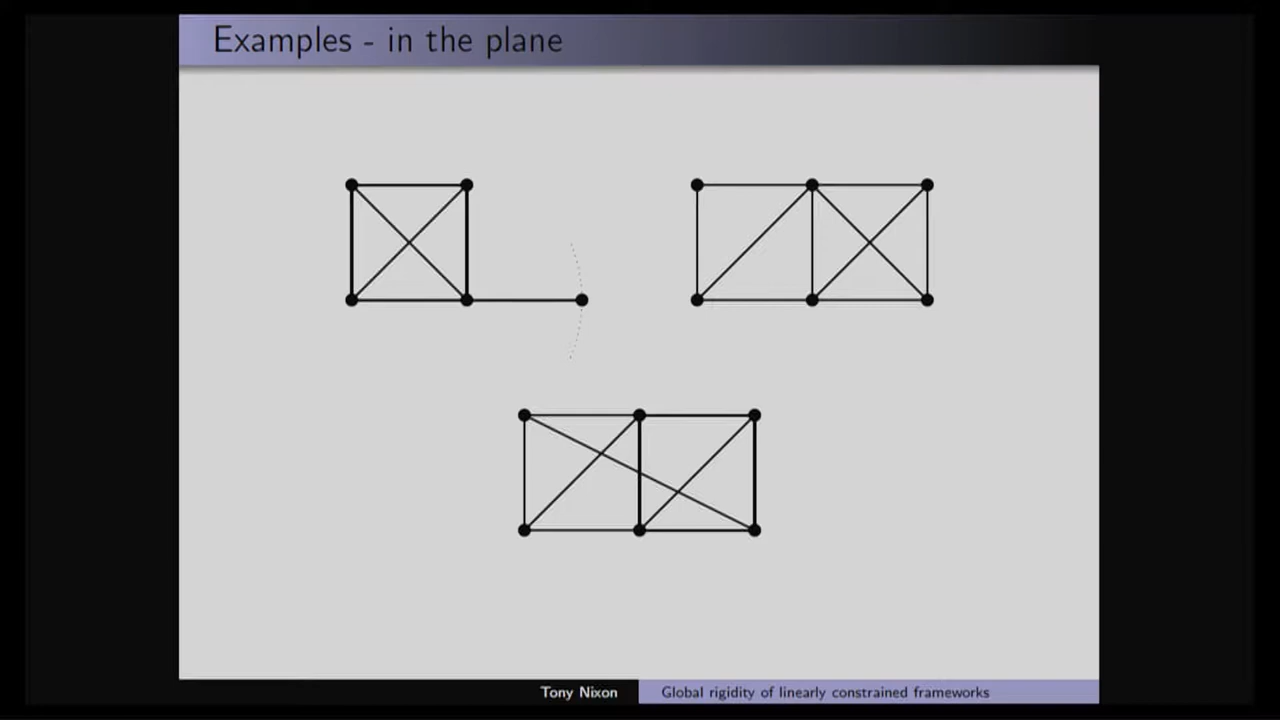 Examples - in the plane
Tony Nixon
Global rigidity of linearly constrained frameworks